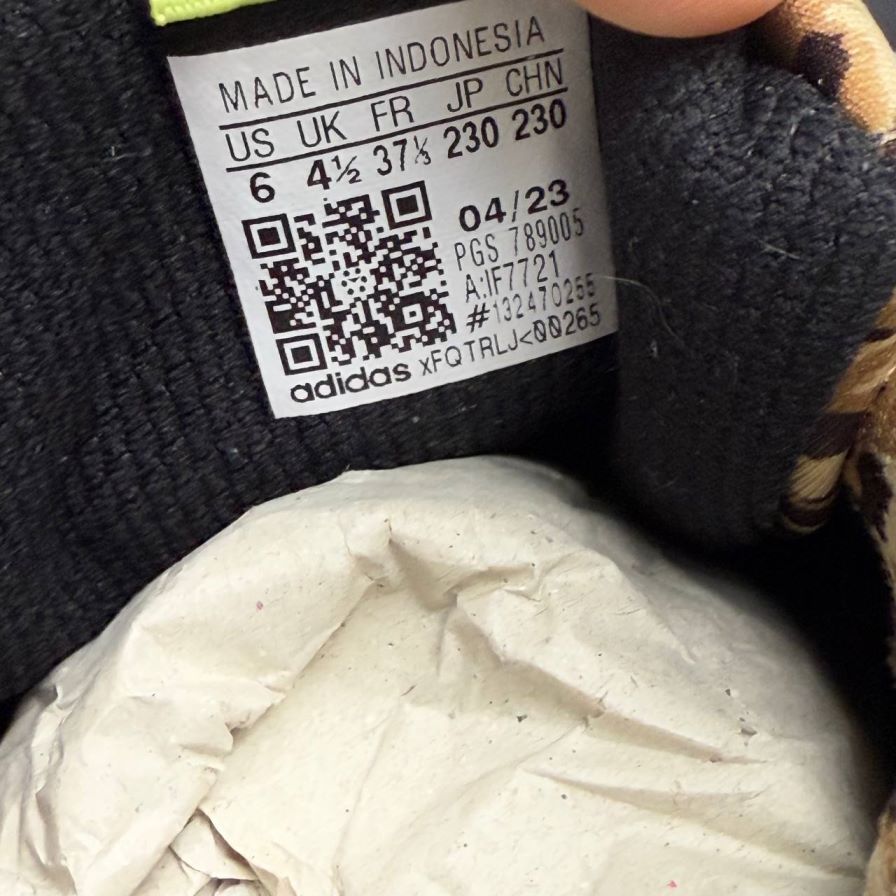 MADE IN INDONESIA
US UK FR JP CHN
6 4½ 37⅓ 230 230
04/23
PGS 789005
A:IF7721
#132470255
adidas xFQTRLJ<00265